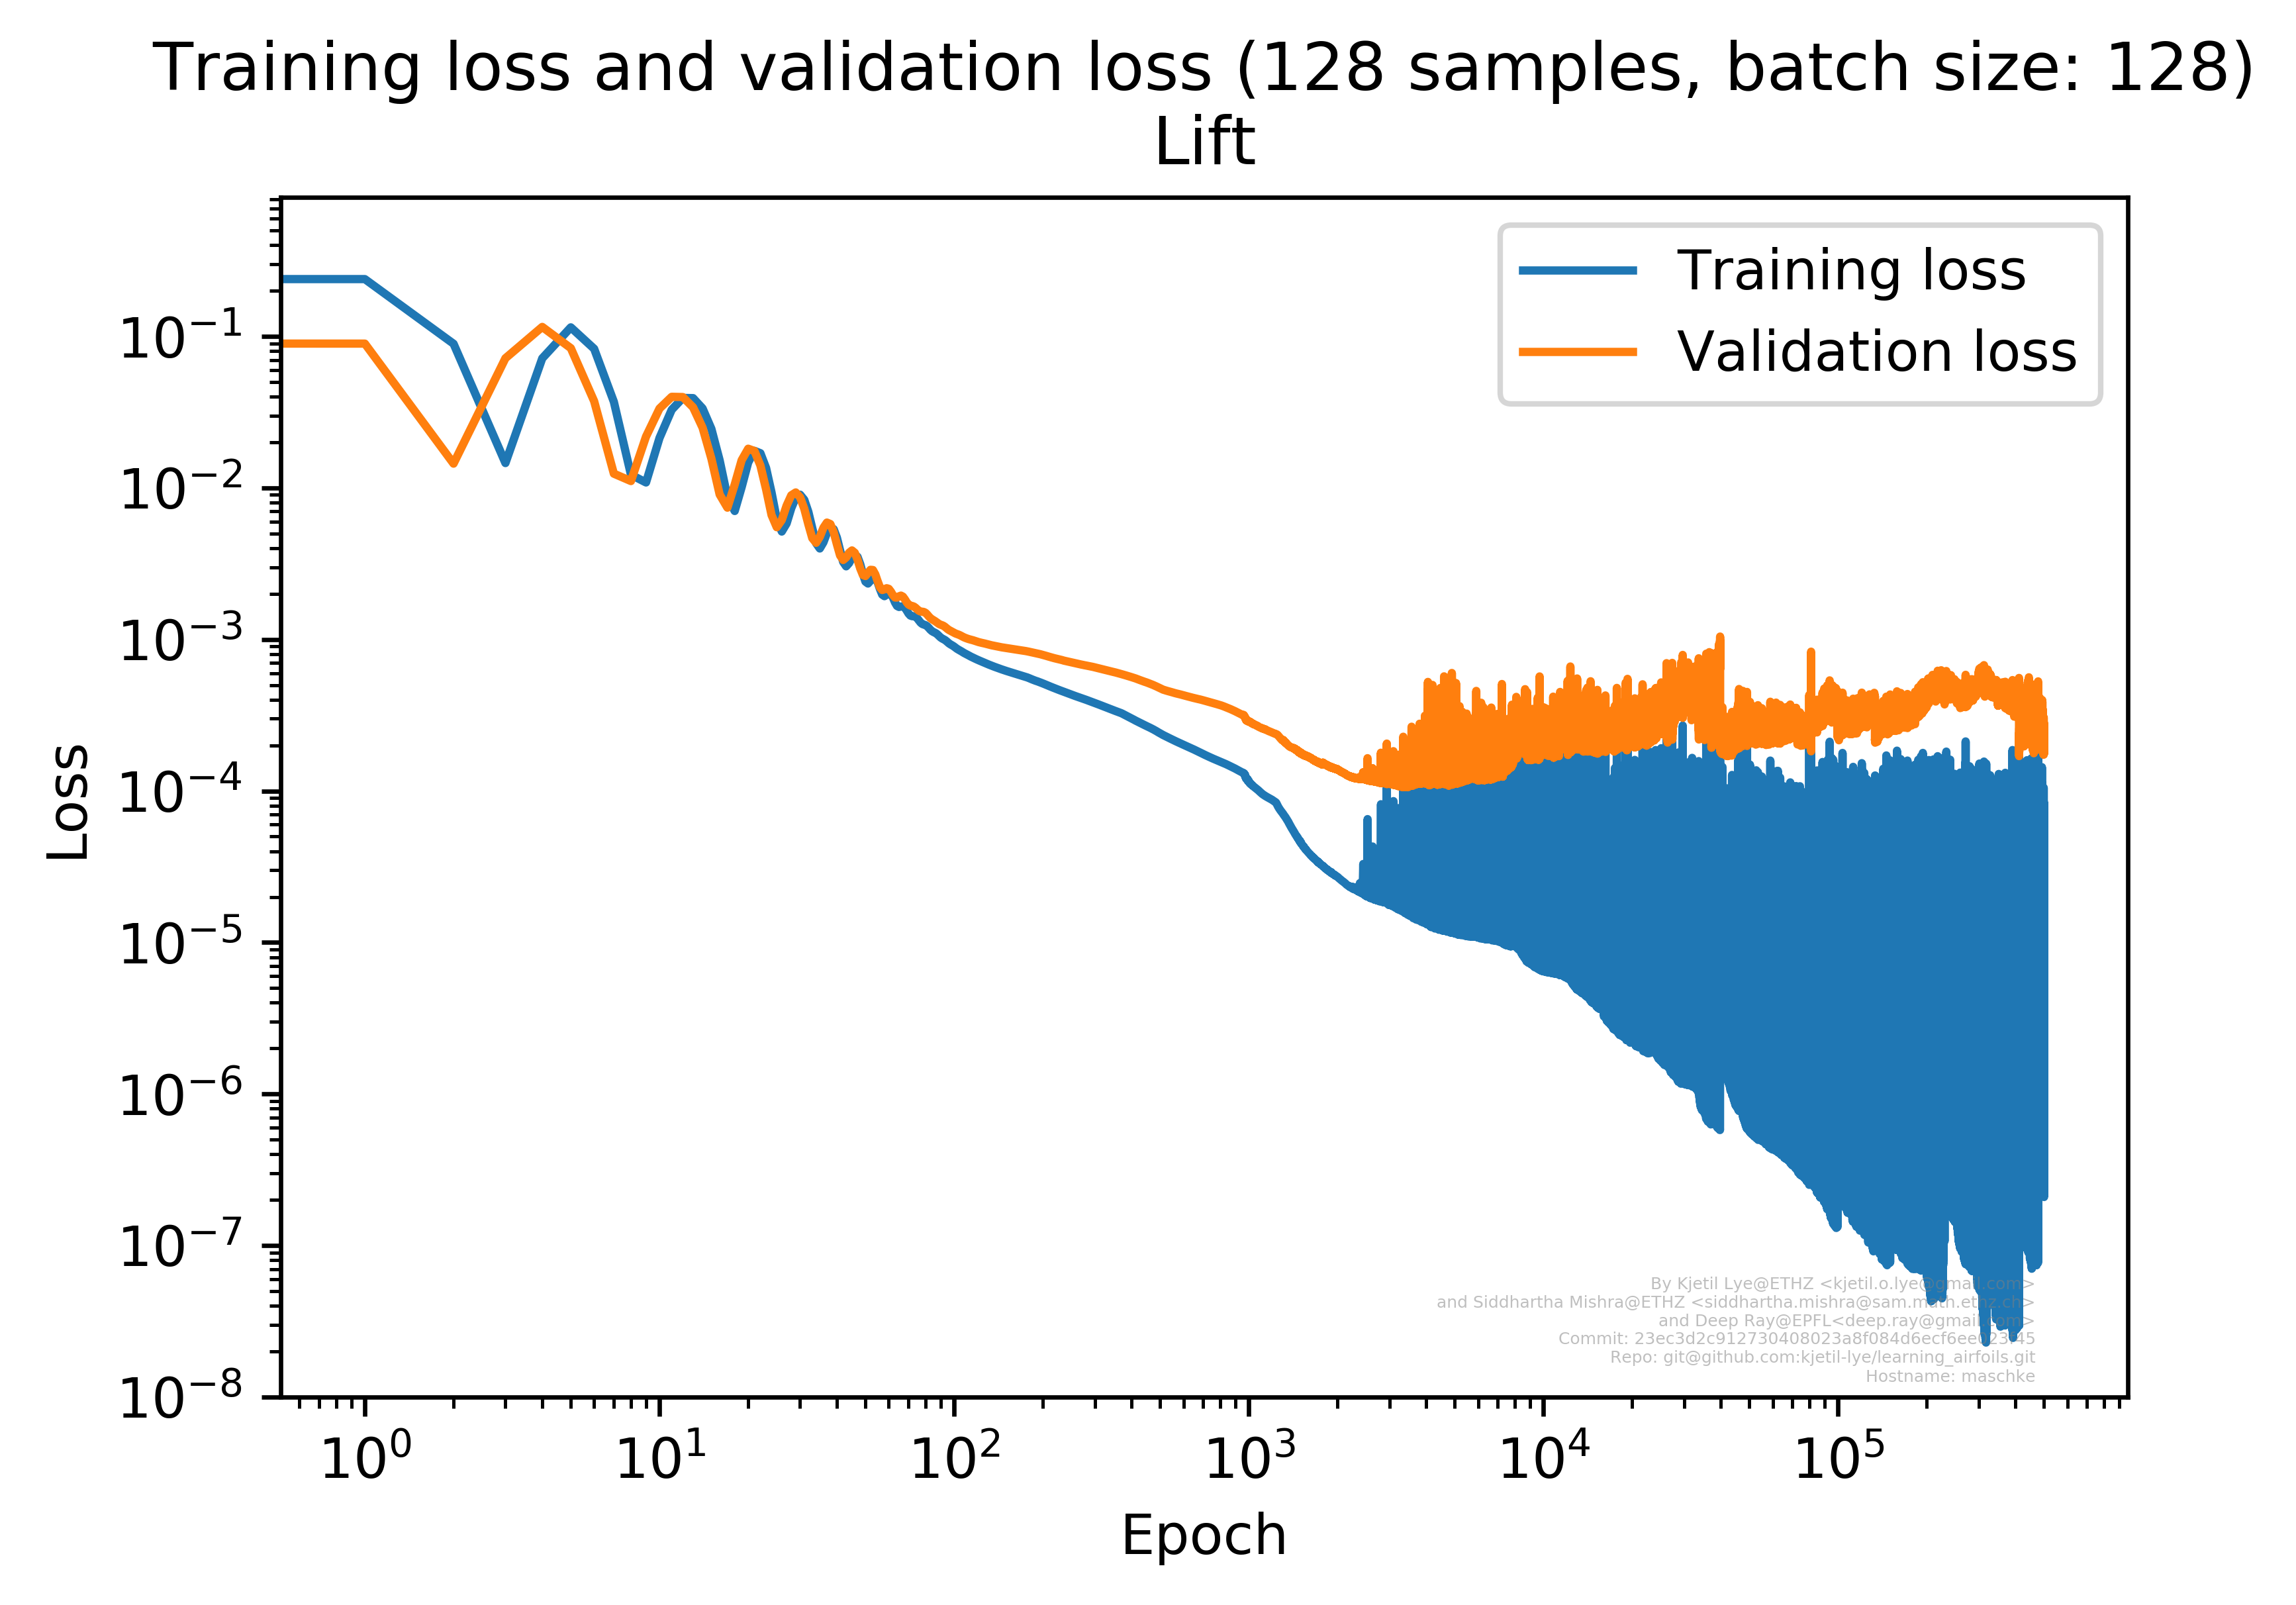 Training loss and validation loss (128 samples, batch size: 128)
Lift
Training loss
Validation loss
10⁻¹
10⁻²
10⁻³
10⁻⁴
10⁻⁵
10⁻⁶
10⁻⁷
10⁻⁸
Loss
By Kjetil Lye@ETHZ <kjetil.o.lye@gmail.com>
and Siddhartha Mishra@ETHZ <siddhartha.mishra@sam.math.ethz.ch>
and Deep Ray@EPFL<deep.ray@gmail.com>
Commit:
Repo: git@github.com:kjetil-lye/learning_airfoils.git
Hostname: maschke
10⁰ 10¹ 10² 10³ 10⁴ 10⁵
Epoch